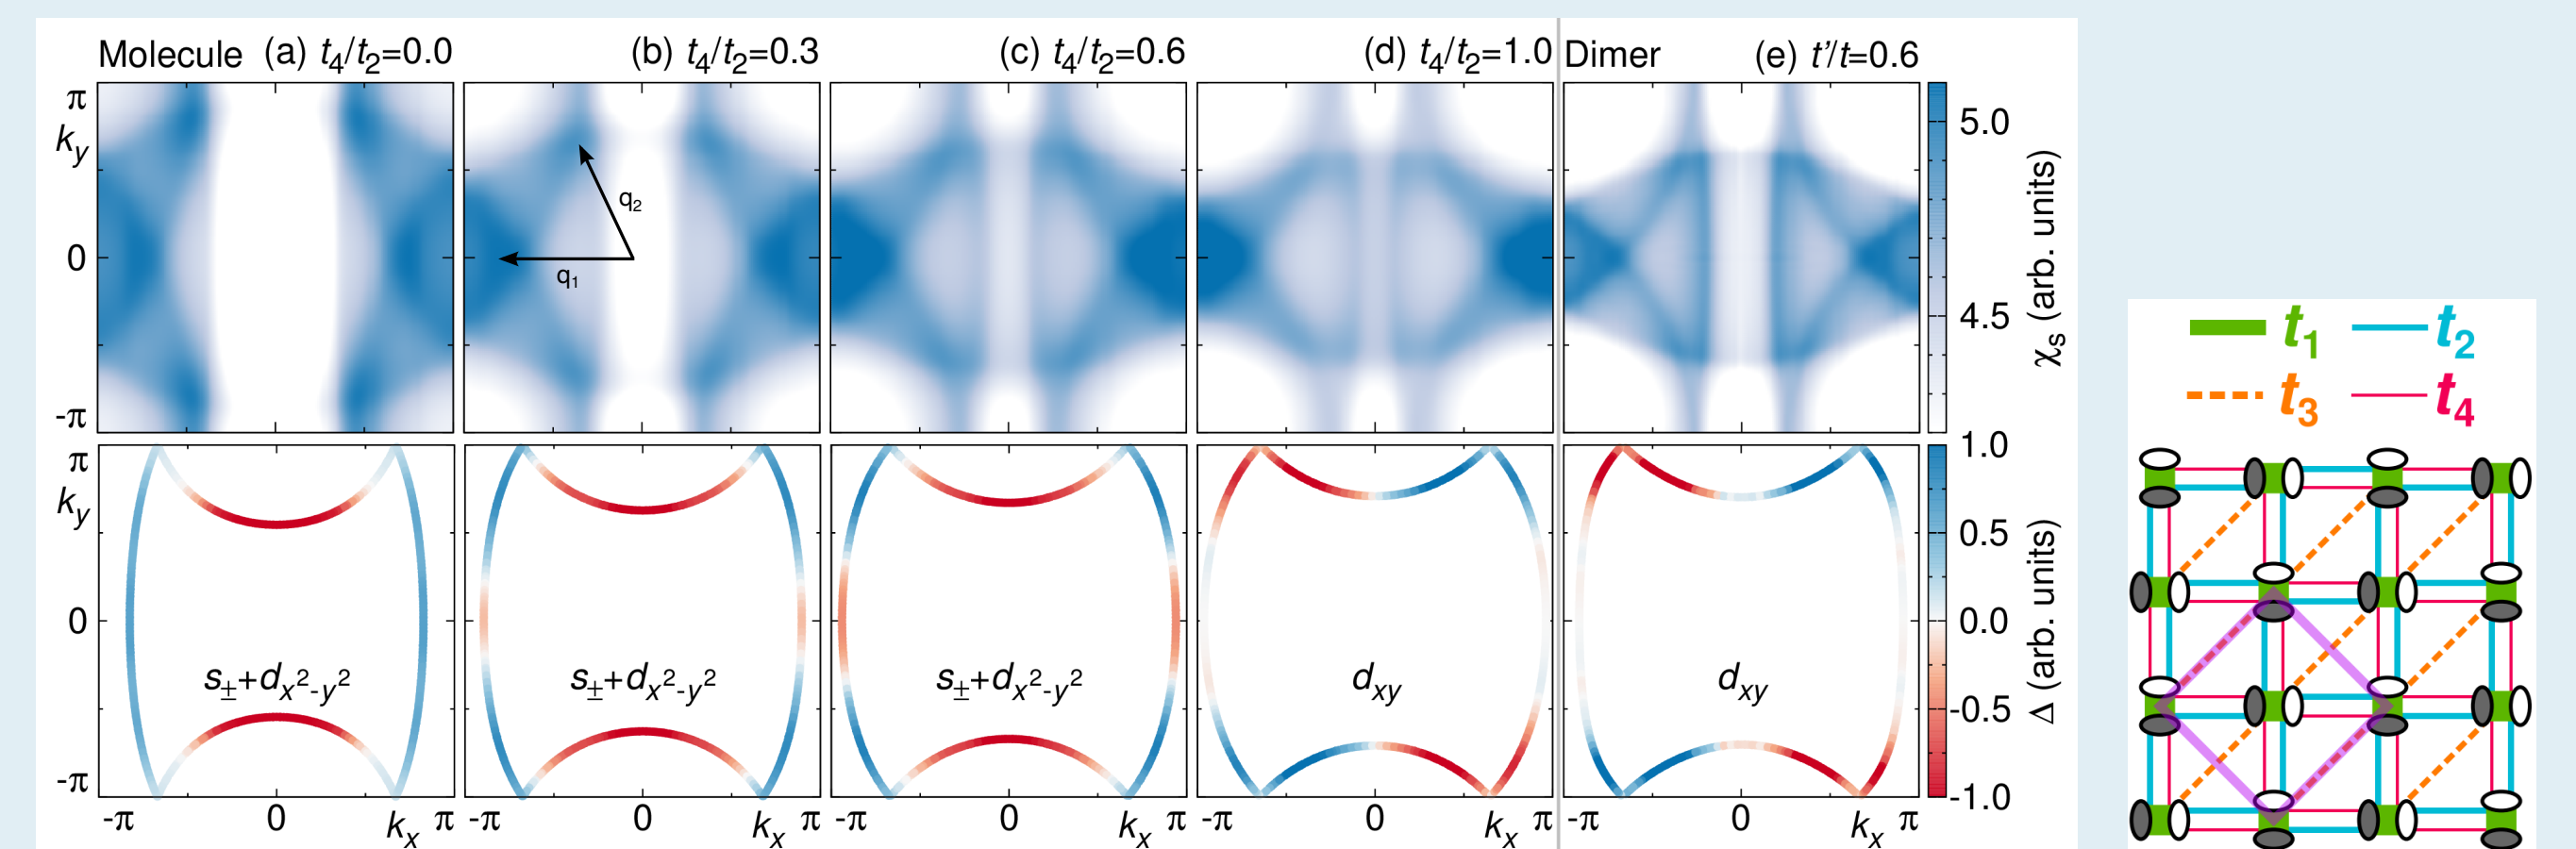 Molecule (a) t4/t2=0.0 (b) t4/t2=0.3 (c) t4/t2=0.6 (d) t4/t2=1.0 Dimer (e) t'/t=0.6
π
ky
0
-π
q2
q1
5.0
4.5
χs (arb. units)
π
ky
0
-π
s±+dx²-y² s±+dx²-y² s±+dx²-y² dxy dxy
1.0
0.5
0.0
-0.5
-1.0
Δ (arb. units)
-π 0 kx π -π 0 kx π -π 0 kx π -π 0 kx π -π 0 kx π
t1 t2
t3 t4